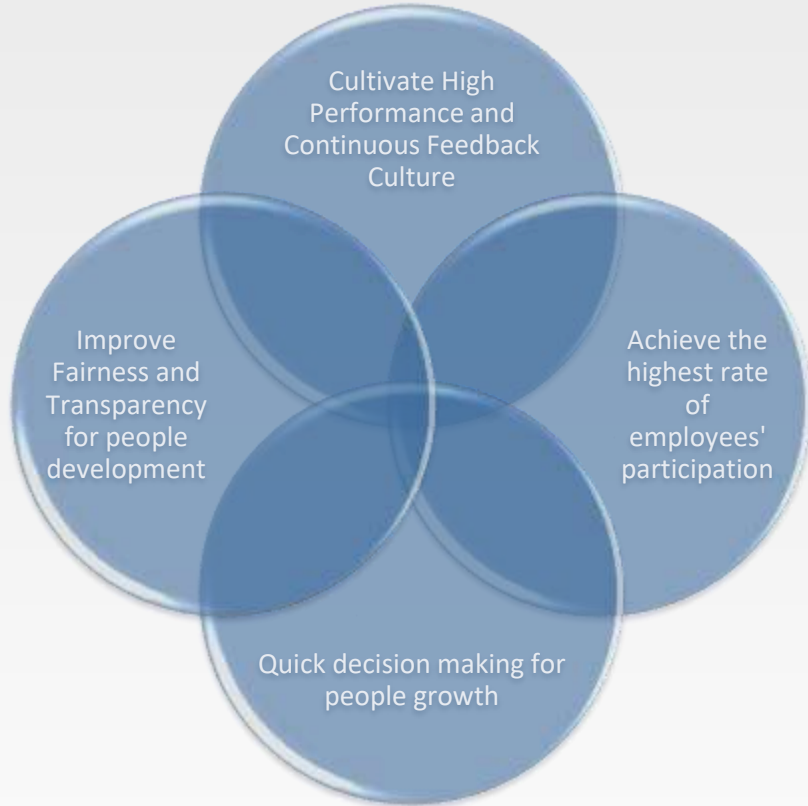 Cultivate High
Performance and
Continuous Feedback
Culture
Improve
Fairness and
Transparency
for people
development
Achieve the
highest rate
of
employees'
participation
Quick decision making for
people growth